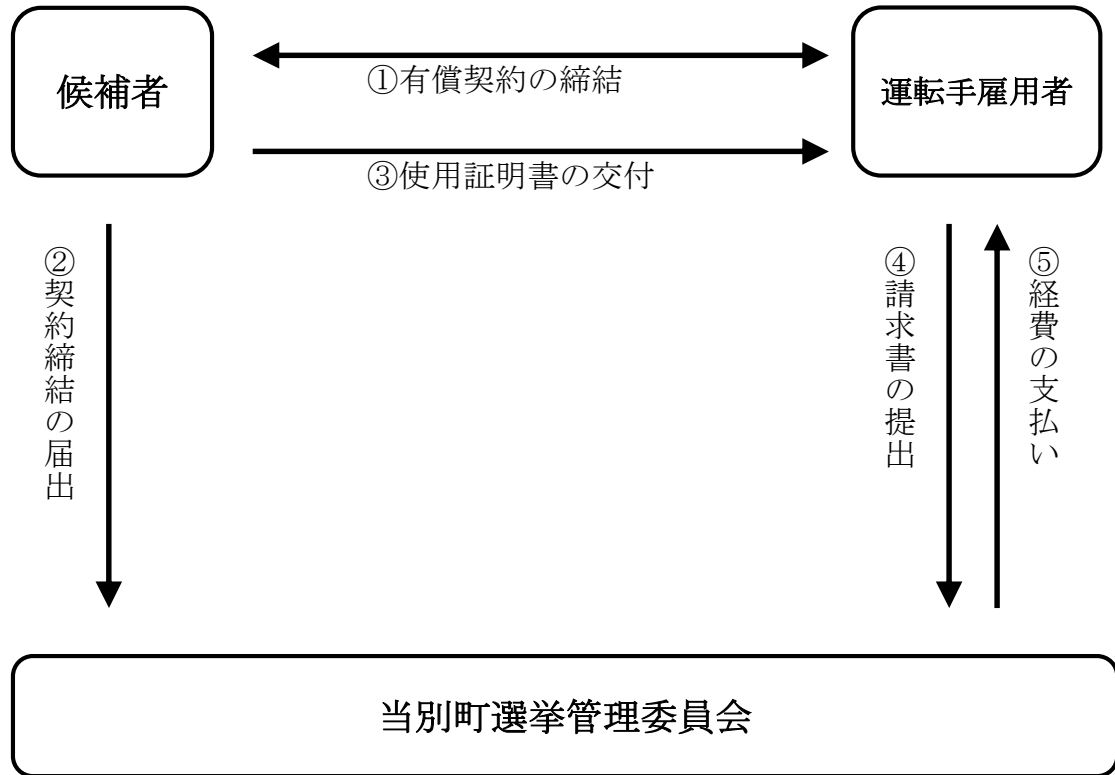 候補者
①有償契約の締結
運転手雇用者
③使用証明書の交付
②契約締結の届出
④請求書の提出
⑤経費の支払い
当別町選挙管理委員会